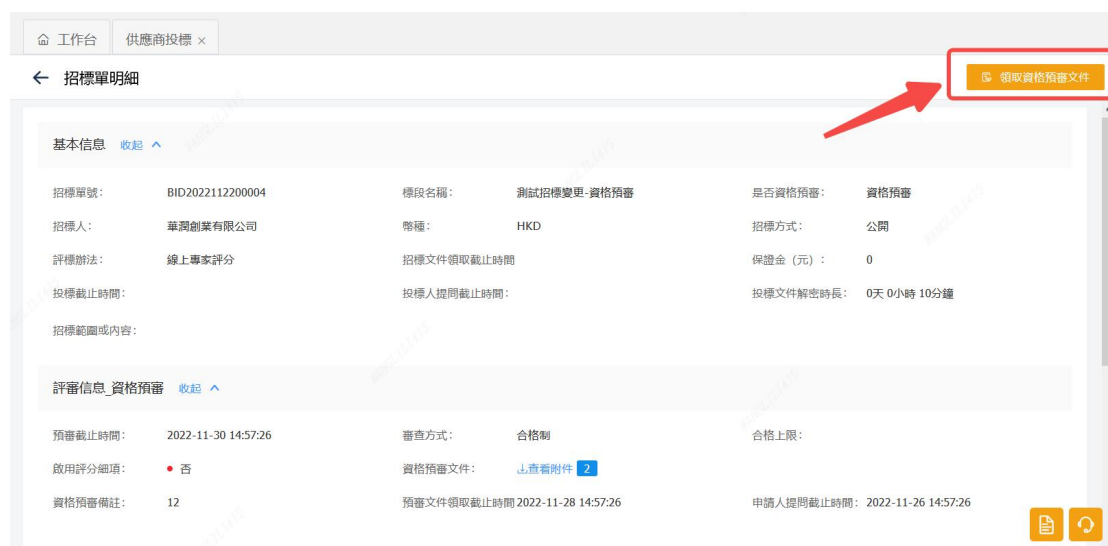 工作台 供應商投標 ×
招標單明細 領取資格預審文件
基本信息 收起
招標單號： BID2022112200004 標段名稱： 測試招標變更-資格預審 是否資格預審： 資格預審
招標人： 華潤創業有限公司 幣種： HKD 招標方式： 公開
評標辦法： 線上專家評分 招標文件領取截止時間 保證金（元）： 0
投標截止時間： 投標人提問截止時間： 投標文件解密時長： 0天 0小時 10分鐘
招標範圍或內容：
評審信息_資格預審 收起
預審截止時間： 2022-11-30 14:57:26 審查方式： 合格制 合格上限：
啟用評分細項： 否 資格預審文件： 查看附件 2
資格預審備註： 12 預審文件領取截止時間 2022-11-28 14:57:26 申請人提問截止時間： 2022-11-26 14:57:26